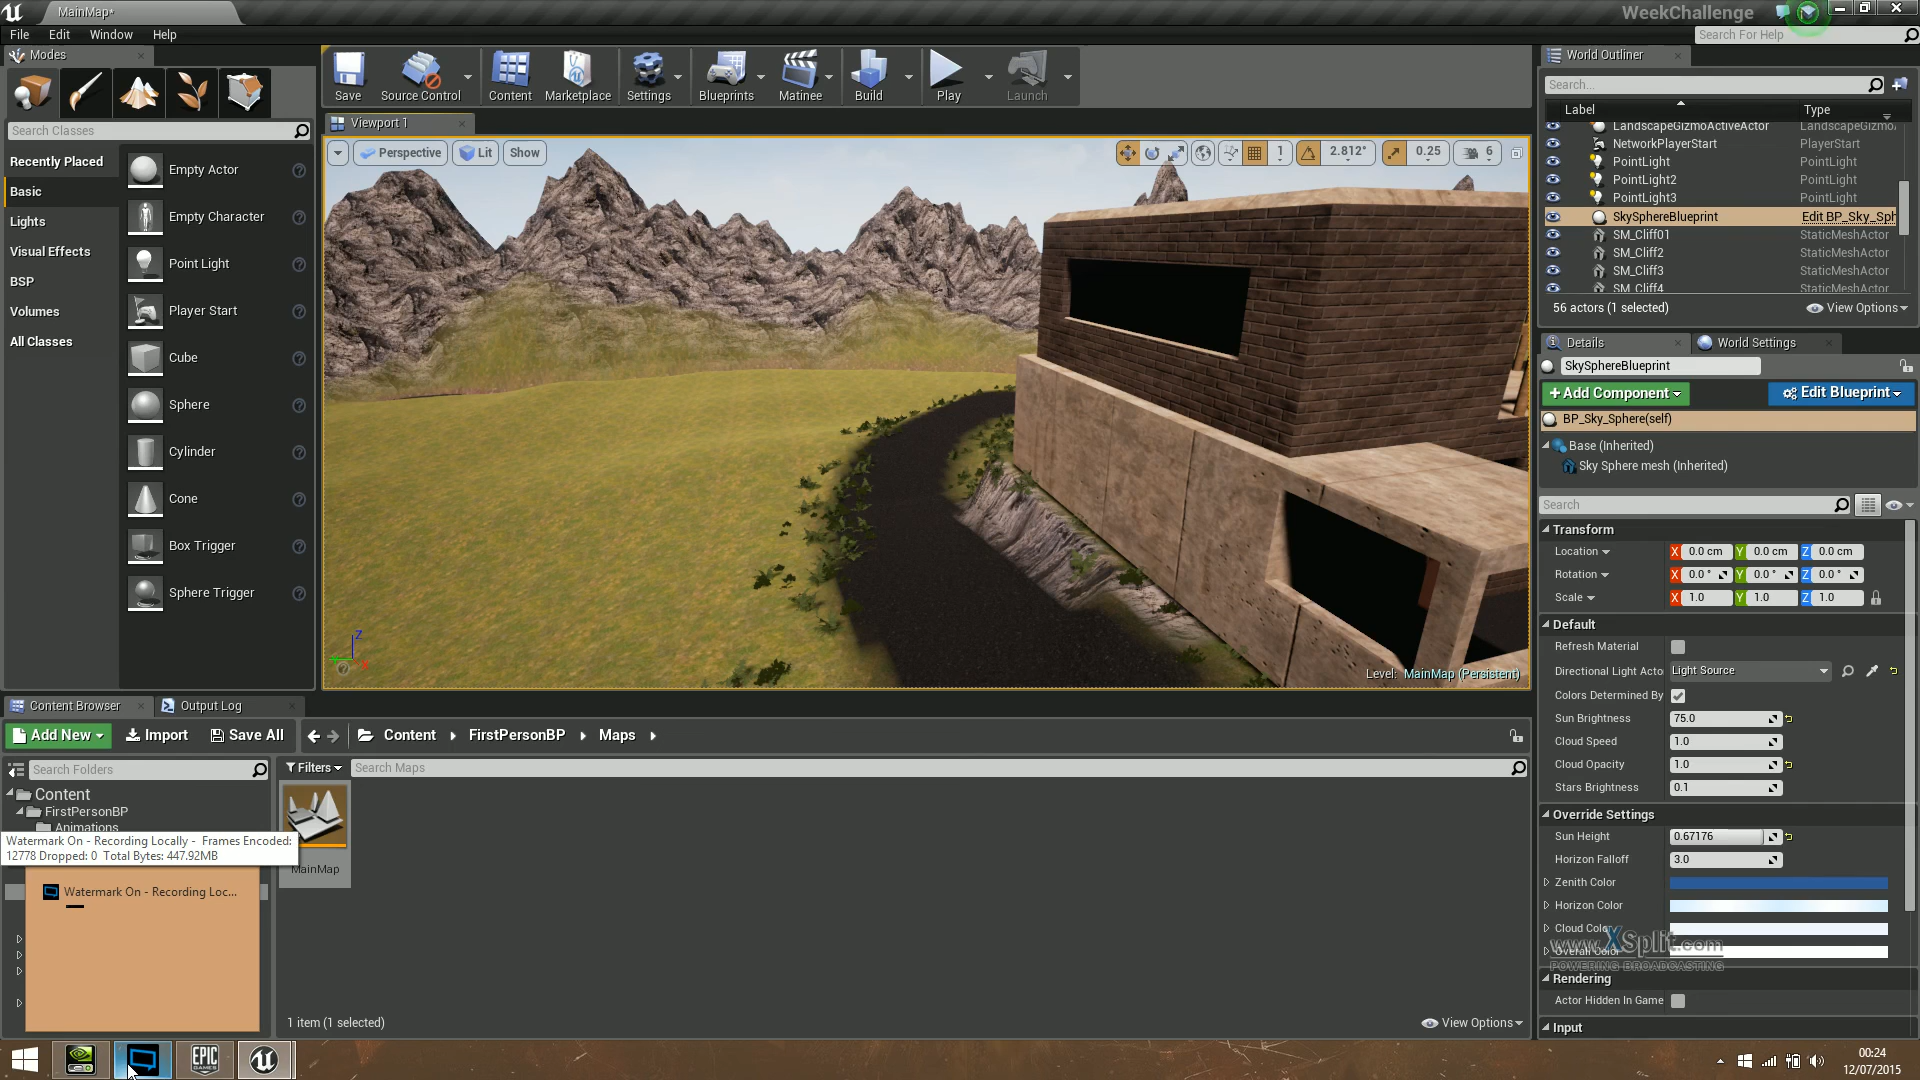 MainMap*
WeekChallenge
File Edit Window Help
Search For Help
Modes
Search Classes
Recently Placed
Basic
Lights
Visual Effects
BSP
Volumes
All Classes
Empty Actor
Empty Character
Point Light
Player Start
Cube
Sphere
Cylinder
Cone
Box Trigger
Sphere Trigger
Save
Source Control
Content
Marketplace
Settings
Blueprints
Matinee
Build
Play
Launch
Viewport 1
Perspective Lit Show
1 2.812° 0.25 6
Z
X
Level: MainMap (Persistent)
World Outliner
Search...
Label Type
LandscapeGizmoActiveActor LandscapeGizmo
NetworkPlayerStart PlayerStart
PointLight PointLight
PointLight2 PointLight
PointLight3 PointLight
SkySphereBlueprint Edit BP_Sky_Sph
SM_Cliff01 StaticMeshActor
SM_Cliff2 StaticMeshActor
SM_Cliff3 StaticMeshActor
SM_Cliff4 StaticMeshActor
56 actors (1 selected) View Options
Details World Settings
SkySphereBlueprint
+Add Component Edit Blueprint
BP_Sky_Sphere(self)
Base (Inherited)
Sky Sphere mesh (Inherited)
Search
Transform
Location X 0.0 cm Y 0.0 cm Z 0.0 cm
Rotation X 0.0 ° Y 0.0 ° Z 0.0 °
Scale X 1.0 Y 1.0 Z 1.0
Default
Refresh Material
Directional Light Acto Light Source
Colors Determined By
Sun Brightness 75.0
Cloud Speed 1.0
Cloud Opacity 1.0
Stars Brightness 0.1
Override Settings
Sun Height 0.67176
Horizon Falloff 3.0
Zenith Color
Horizon Color
Cloud Color
Overall Color
www.XSplit.com
POWERING BROADCASTING
Rendering
Actor Hidden In Game
Input
Content Browser Output Log
Add New Import Save All Content FirstPersonBP Maps
Search Folders
Filters Search Maps
Content
FirstPersonBP
Animations
Watermark On - Recording Locally - Frames Encoded:
12778 Dropped: 0 Total Bytes: 447.92MB
Watermark On - Recording Loc...
MainMap
1 item (1 selected) View Options
EPIC
GAMES
00:24
12/07/2015